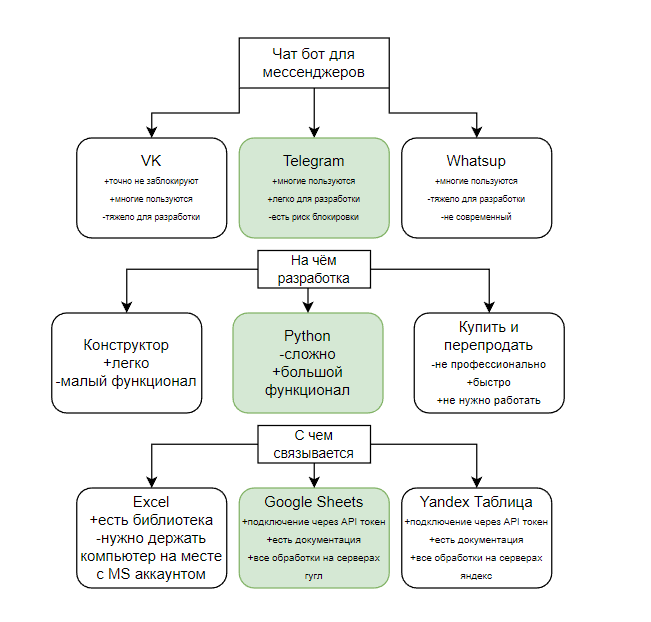 Чат бот для
мессенджеров
VK
+точно не заблокируют
+многие пользуются
-тяжело для разработки
Telegram
+многие пользуются
+легко для разработки
-есть риск блокировки
Whatsup
+многие пользуются
-тяжело для разработки
-не современный
На чём
разработка
Конструктор
+легко
-малый функционал
Python
-сложно
+большой
функционал
Купить и
перепродать
-не профессионально
+быстро
+не нужно работать
С чем
связывается
Excel
+есть библиотека
-нужно держать
компьютер на месте
с MS аккаунтом
Google Sheets
+подключение через API токен
+есть документация
+все обработки на серверах
гугл
Yandex Таблица
+подключение через API токен
+есть документация
+все обработки на серверах
яндекс